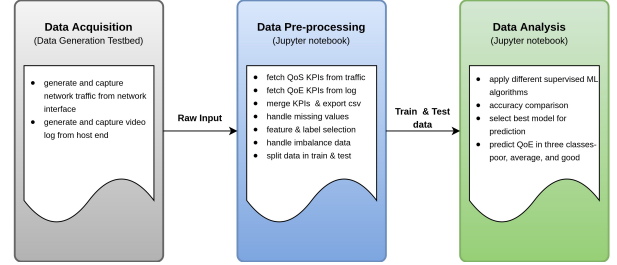 Data Acquisition
(Data Generation Testbed)
generate and capture
network traffic from network
interface
generate and capture video
log from host end
Raw Input
Data Pre-processing
(Jupyter notebook)
fetch QoS KPIs from traffic
fetch QoE KPIs from log
merge KPIs & export csv
handle missing values
feature & label selection
handle imbalance data
split data in train & test
Train & Test
data
Data Analysis
(Jupyter notebook)
apply different supervised ML
algorithms
accuracy comparison
select best model for
prediction
predict QoE in three classes-
poor, average, and good